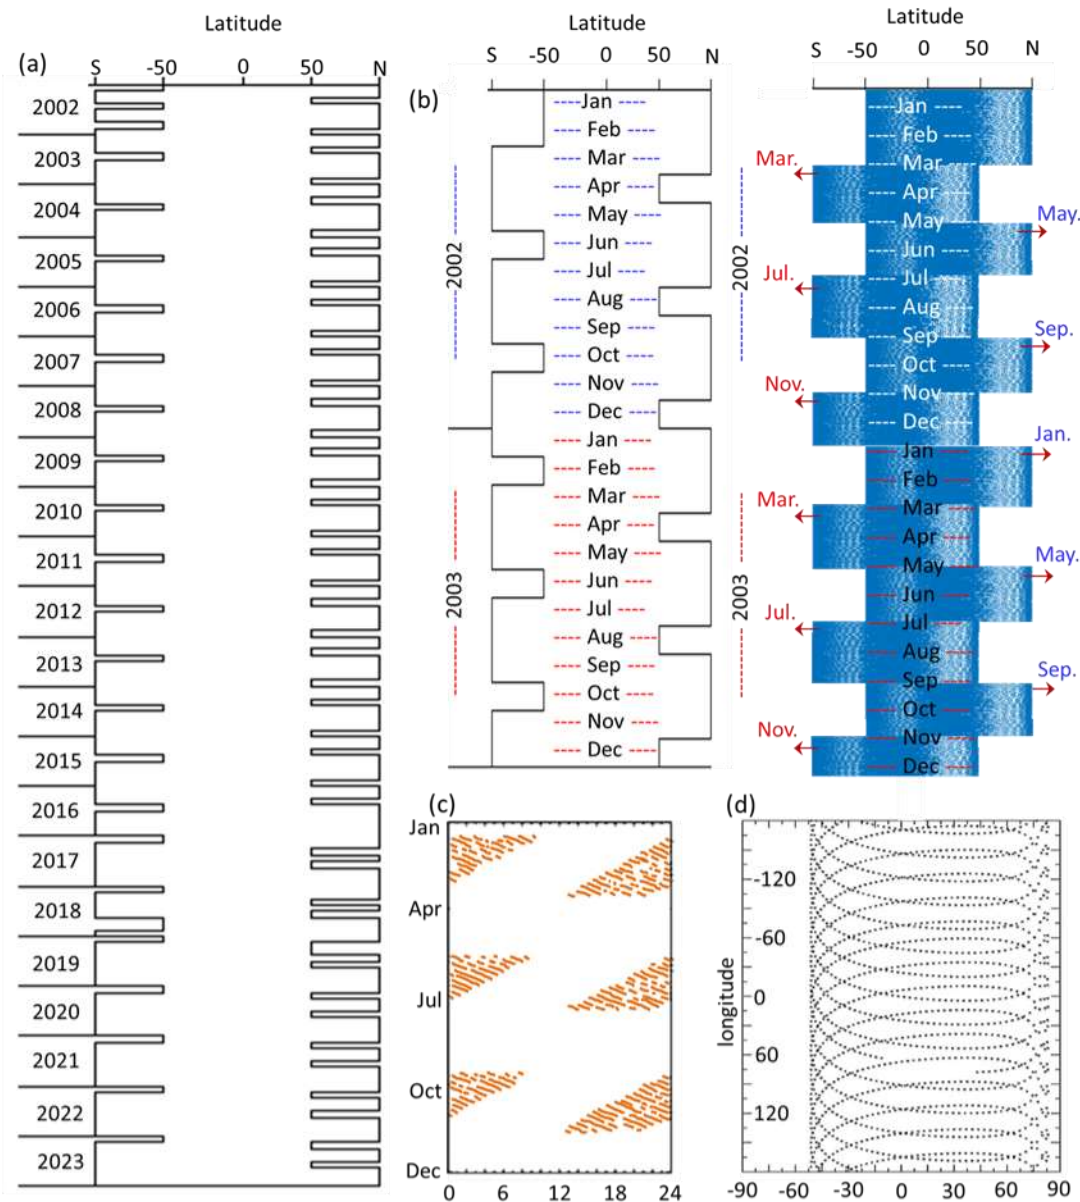 Latitude
(a)
S -50 0 50 N
2002
2003
2004
2005
2006
2007
2008
2009
2010
2011
2012
2013
2014
2015
2016
2017
2018
2019
2020
2021
2022
2023
Latitude
(b)
S -50 0 50 N
Jan
Feb
Mar
Apr
May
Jun
Jul
Aug
Sep
Oct
Nov
Dec
Jan
Feb
Mar
Apr
May
Jun
Jul
Aug
Sep
Oct
Nov
Dec
2002
2003
Latitude
S -50 0 50 N
Jan
Feb
Mar
Apr
May
Jun
Jul
Aug
Sep
Oct
Nov
Dec
Jan
Feb
Mar
Apr
May
Jun
Jul
Aug
Sep
Oct
Nov
Dec
2002
2003
Mar.
Jul.
Nov.
Mar.
Jul.
Nov.
May.
Sep.
Jan.
May.
Sep.
(c)
Jan
Apr
Jul
Oct
Dec
0 6 12 18 24
(d)
longitude
-120
-60
0
60
120
-90 -60 -30 0 30 60 90